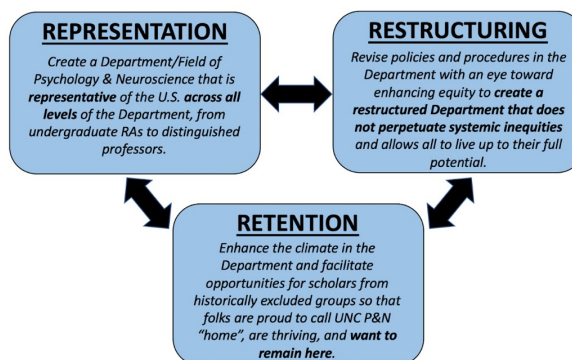 REPRESENTATION
Create a Department/Field of
Psychology & Neuroscience that is
representative of the U.S. across all
levels of the Department, from
undergraduate RAs to distinguished
professors.
RESTRUCTURING
Revise policies and procedures in the
Department with an eye toward
enhancing equity to create a
restructured Department that does
not perpetuate systemic inequities
and allows all to live up to their full
potential.
RETENTION
Enhance the climate in the
Department and facilitate
opportunities for scholars from
historically excluded groups so that
folks are proud to call UNC P&N
“home”, are thriving, and want to
remain here.